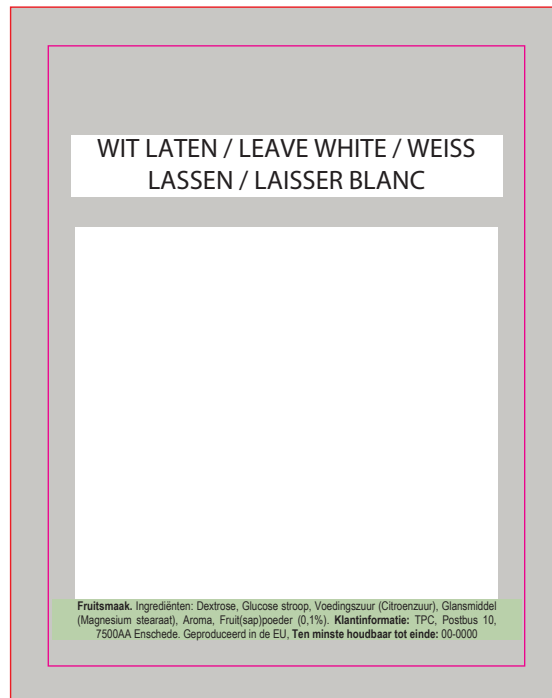 WIT LATEN / LEAVE WHITE / WEISS
LASSEN / LAISSER BLANC
Fruitsmaak. Ingrediënten: Dextrose, Glucose stroop, Voedingszuur (Citroenzuur), Glansmiddel
(Magnesium stearaat), Aroma, Fruit(sap)poeder (0,1%). Klantinformatie: TPC, Postbus 10,
7500AA Enschede. Geproduceerd in de EU, Ten minste houdbaar tot einde: 00-0000